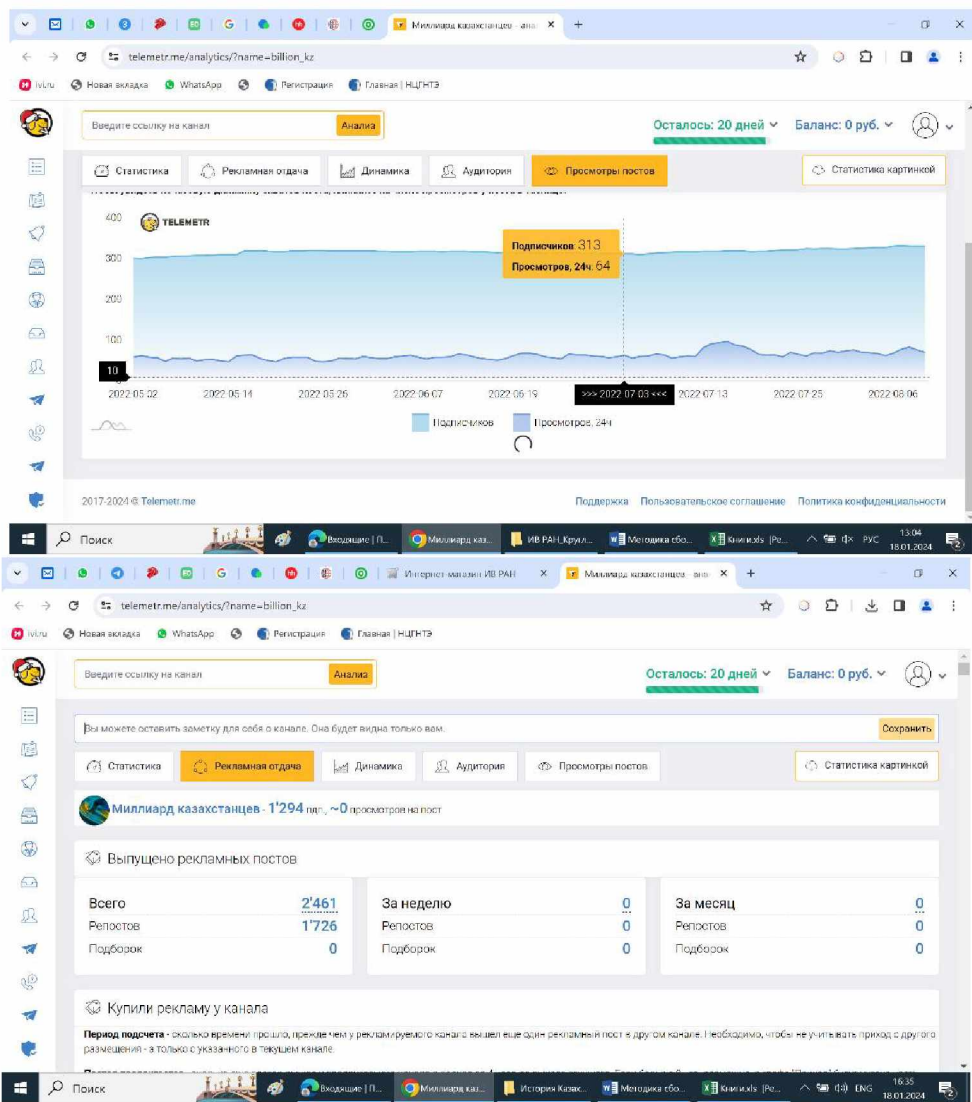 Миллиард казахстанцев - ана
telemetr.me/analytics/?name=billion_kz
ivi.ru Новая вкладка WhatsApp Регистрация Главная | НЦГНТЭ
Введите ссылку на канал Анализ Осталось: 20 дней Баланс: 0 руб.
Статистика Рекламная отдача Динамика Аудитория Просмотры постов Статистика картинкой
400 TELEMETR
Подписчиков: 313
300
Просмотров, 24ч: 64
200
100
10
2022-05-02 2022-05-14 2022-05-26 2022-06-07 2022-06-19 >>> 2022-07-03 <<< 2022-07-13 2022-07-25 2022-08-06
Подписчиков Просмотров, 24ч
2017-2024 © Telemetr.me Поддержка Пользовательское соглашение Политика конфиденциальности
Поиск Входящие | П... Миллиард каз... ИВ РАН_Кругл... Методика сбо... Книги.xls [Ре... РУС 13:04
18.01.2024
Интернет-магазин ИВ РАН Миллиард казахстанцев - ана
telemetr.me/analytics/?name=billion_kz
ivi.ru Новая вкладка WhatsApp Регистрация Главная | НЦГНТЭ
Введите ссылку на канал Анализ Осталось: 20 дней Баланс: 0 руб.
Вы можете оставить заметку для себя о канале. Она будет видна только вам. Сохранить
Статистика Рекламная отдача Динамика Аудитория Просмотры постов Статистика картинкой
Миллиард казахстанцев - 1'294 пдп., ~0 просмотров на пост
Выпущено рекламных постов
Всего 2'461 За неделю 0 За месяц 0
Репостов 1'726 Репостов 0 Репостов 0
Подборок 0 Подборок 0 Подборок 0
Купили рекламу у канала
Период подсчета - сколько времени прошло, прежде чем у рекламируемого канала вышел еще один рекламный пост в другом канале. Необходимо, чтобы не учитывать приход с другого
размещения - а только с указанного в текущем канале.
Поиск Входящие | П... Миллиард каз... История Казах... Методика сбо... Книги.xls [Ре... ENG 16:35
18.01.2024